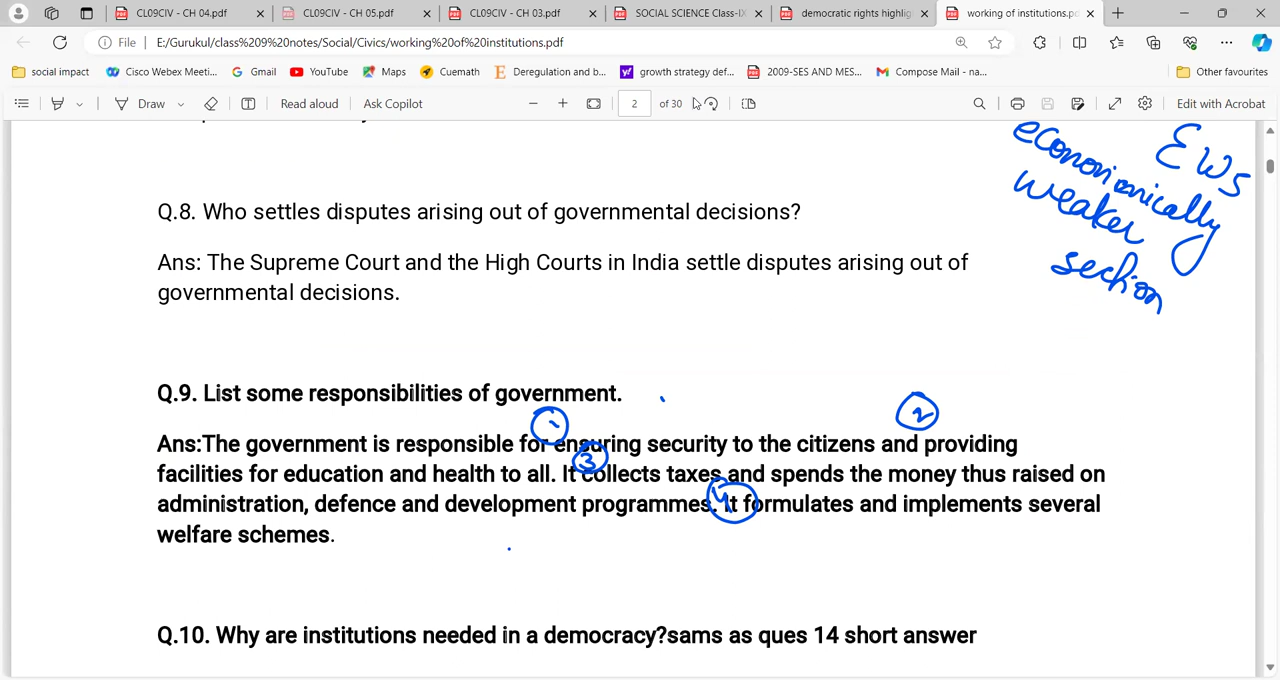 CL09CIV - CH 04.pdf
CL09CIV - CH 05.pdf
CL09CIV - CH 03.pdf
SOCIAL SCIENCE Class-IX
democratic rights highlig
working of institutions.pd
File
E:/Gurukul/class%209%20notes/Social/Civics/working%20of%20institutions.pdf
social impact
Cisco Webex Meeti...
Gmail
YouTube
Maps
Cuemath
Deregulation and b...
growth strategy def...
2009-SES AND MES...
Compose Mail - na...
Other favourites
Draw
Read aloud
Ask Copilot
2
of 30
Edit with Acrobat
EWS
economically
weaker
section
Q.8. Who settles disputes arising out of governmental decisions?
Ans: The Supreme Court and the High Courts in India settle disputes arising out of
governmental decisions.
Q.9. List some responsibilities of government.
1
2
Ans:The government is responsible for ensuring security to the citizens and providing
3
facilities for education and health to all. It collects taxes and spends the money thus raised on
4
administration, defence and development programmes. It formulates and implements several
welfare schemes.
Q.10. Why are institutions needed in a democracy?sams as ques 14 short answer